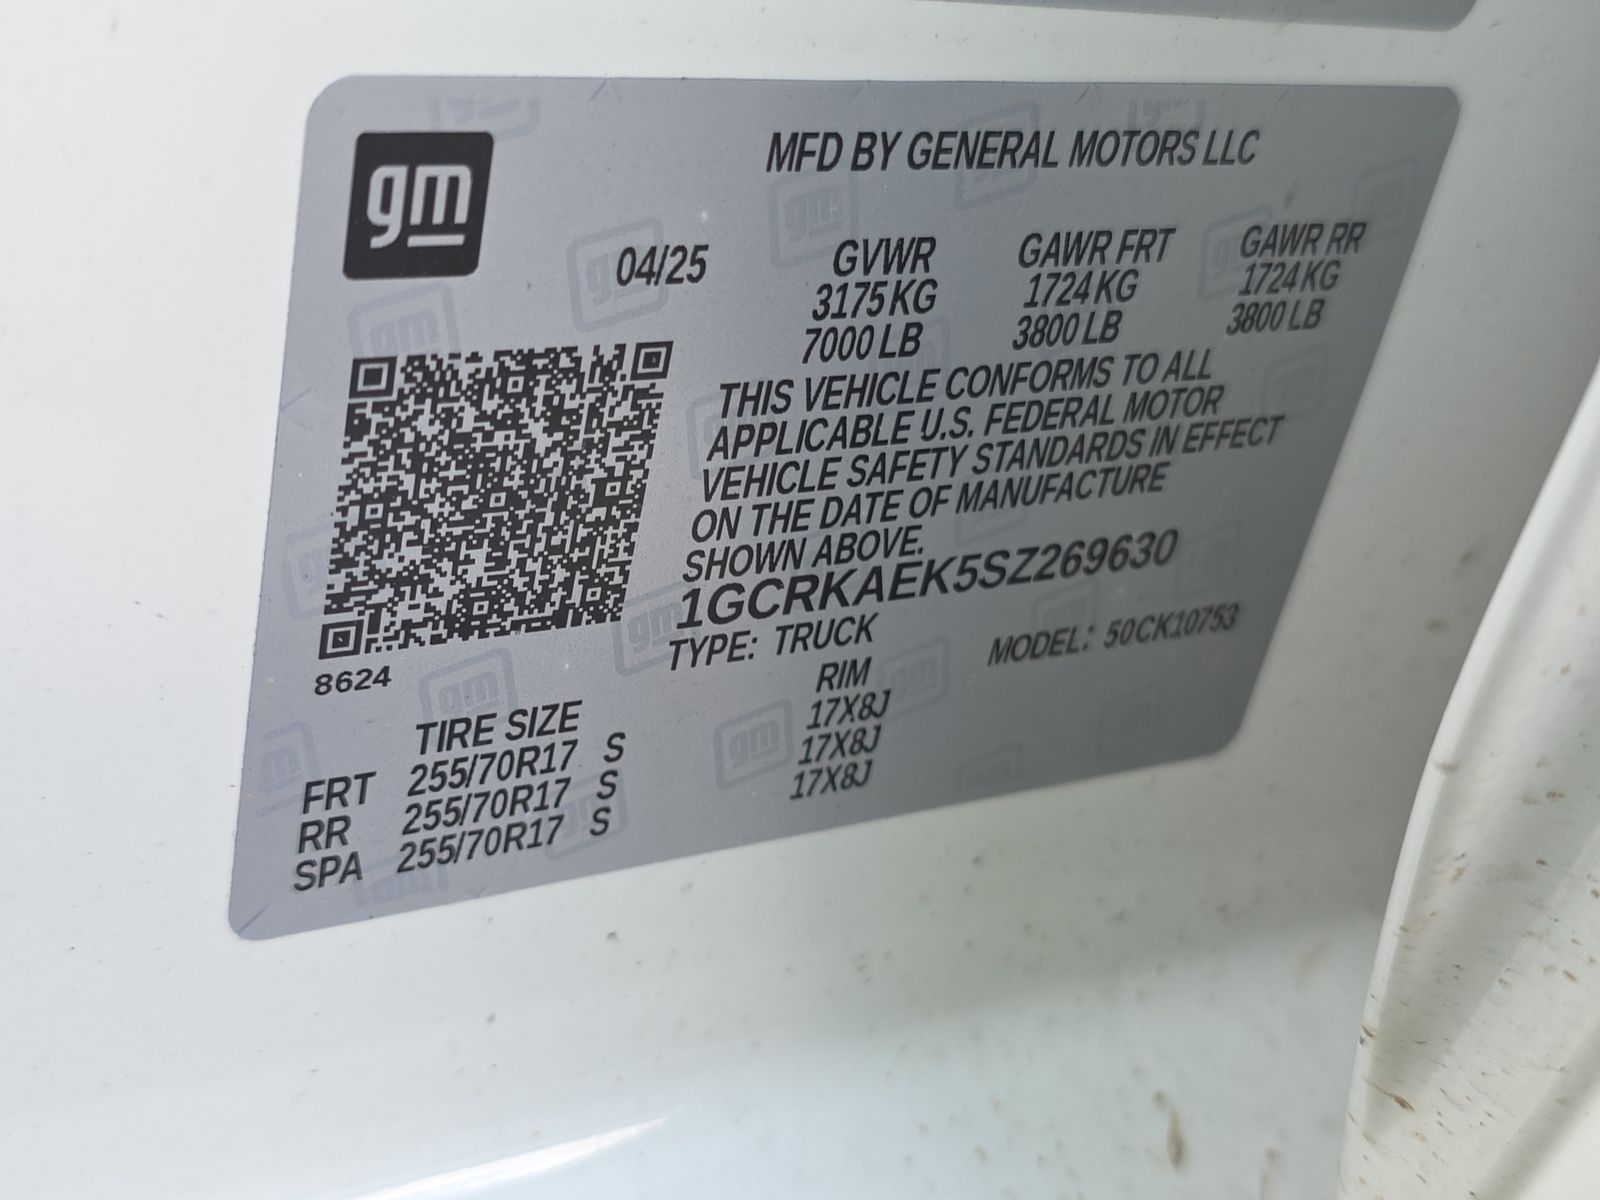 gm
MFD BY GENERAL MOTORS LLC
04/25
GVWR GAWR FRT GAWR RR
3175 KG 1724 KG 1724 KG
7000 LB 3800 LB 3800 LB
THIS VEHICLE CONFORMS TO ALL
APPLICABLE U.S. FEDERAL MOTOR
VEHICLE SAFETY STANDARDS IN EFFECT
ON THE DATE OF MANUFACTURE
SHOWN ABOVE.
1GCRKAEK5SZ269630
TYPE: TRUCK MODEL: 50CK10753
8624
TIRE SIZE RIM
FRT 255/70R17 S 17X8J
RR 255/70R17 S 17X8J
SPA 255/70R17 S 17X8J